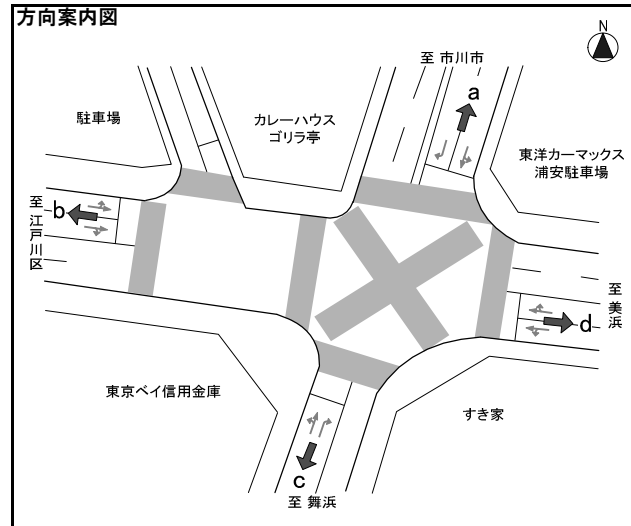 方向案内図
N
至 市川市
a
駐車場
カレーハウス
ゴリラ亭
東洋カーマックス
浦安駐車場
至 江戸川区
b
至 美浜
d
東京ベイ信用金庫
すき家
c
至 舞浜